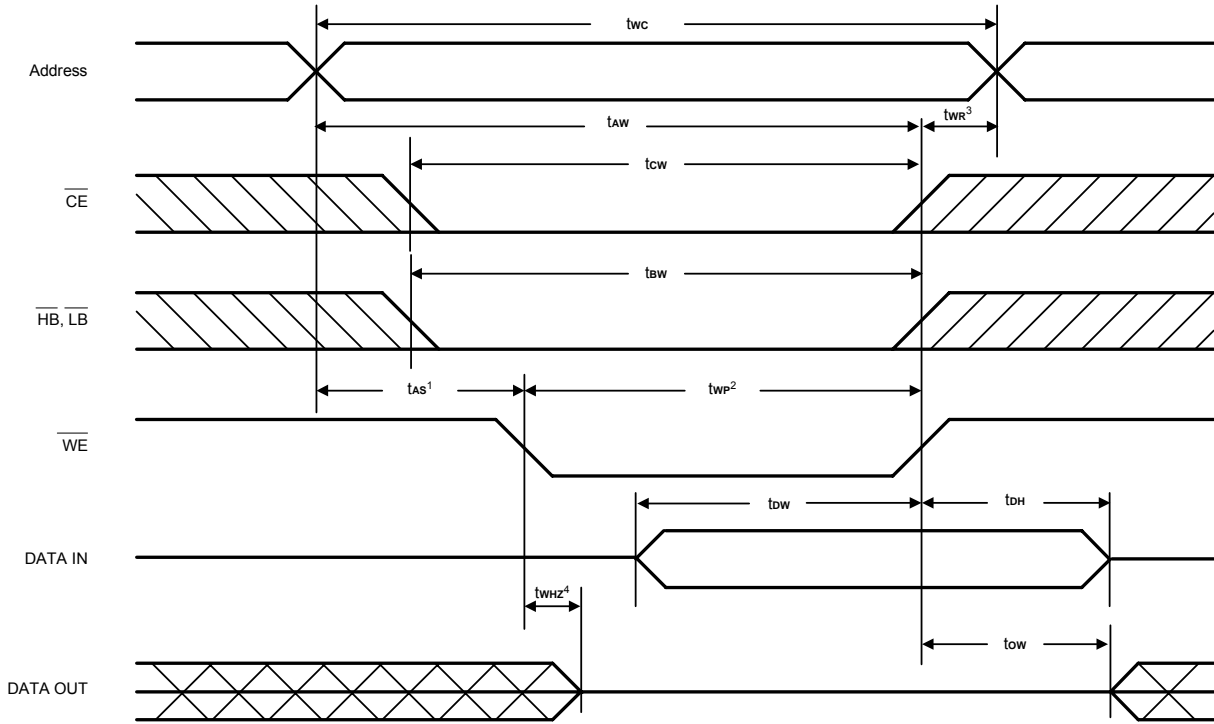 twc
Address
tAW
tWR³
tCW
CE
tBW
HB, LB
tAS¹
tWP²
WE
tDW
tDH
DATA IN
tWHZ⁴
tOW
DATA OUT